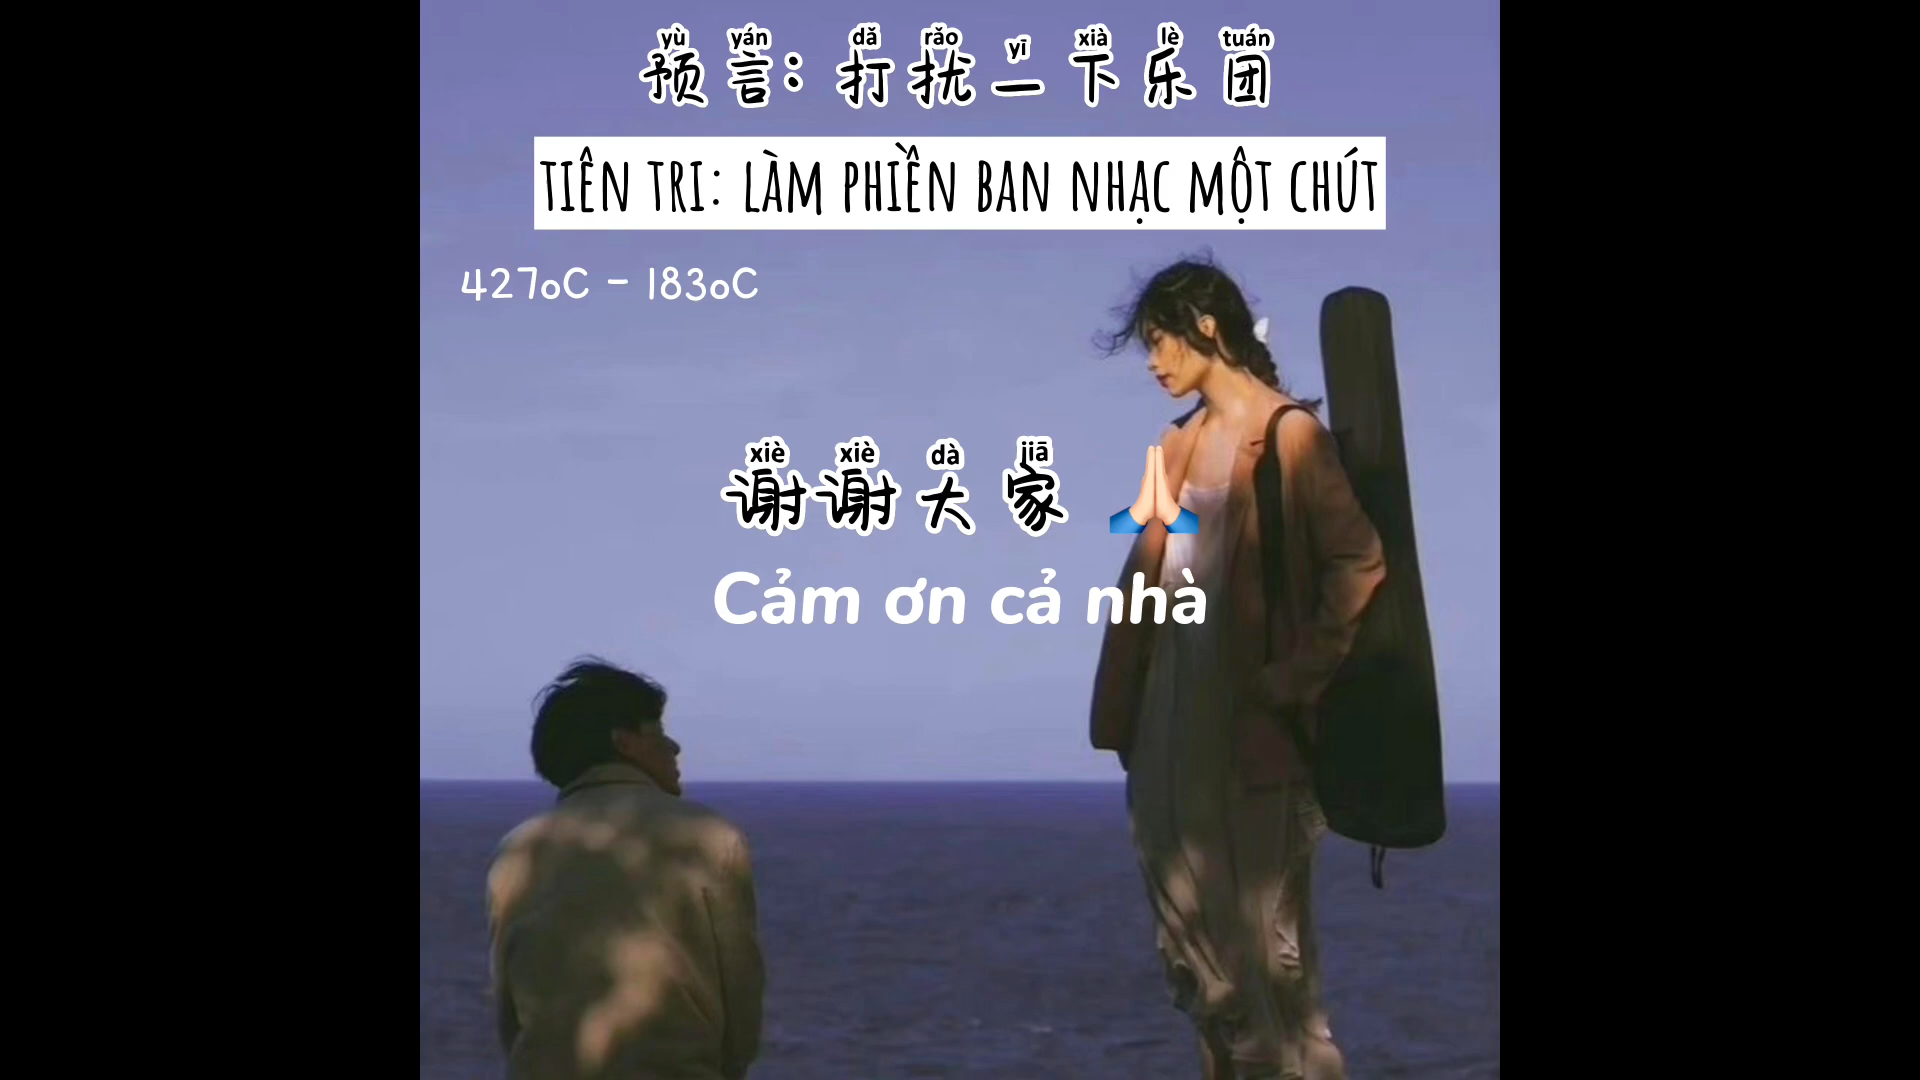 yù yán dǎ rǎo yī xià lè tuán
预言：打扰一下乐团
TIÊN TRI: LÀM PHIỀN BAN NHẠC MỘT CHÚT
427oC - 183oC
xiè xiè dà jiā
谢谢大家 🙏🏻
Cảm ơn cả nhà